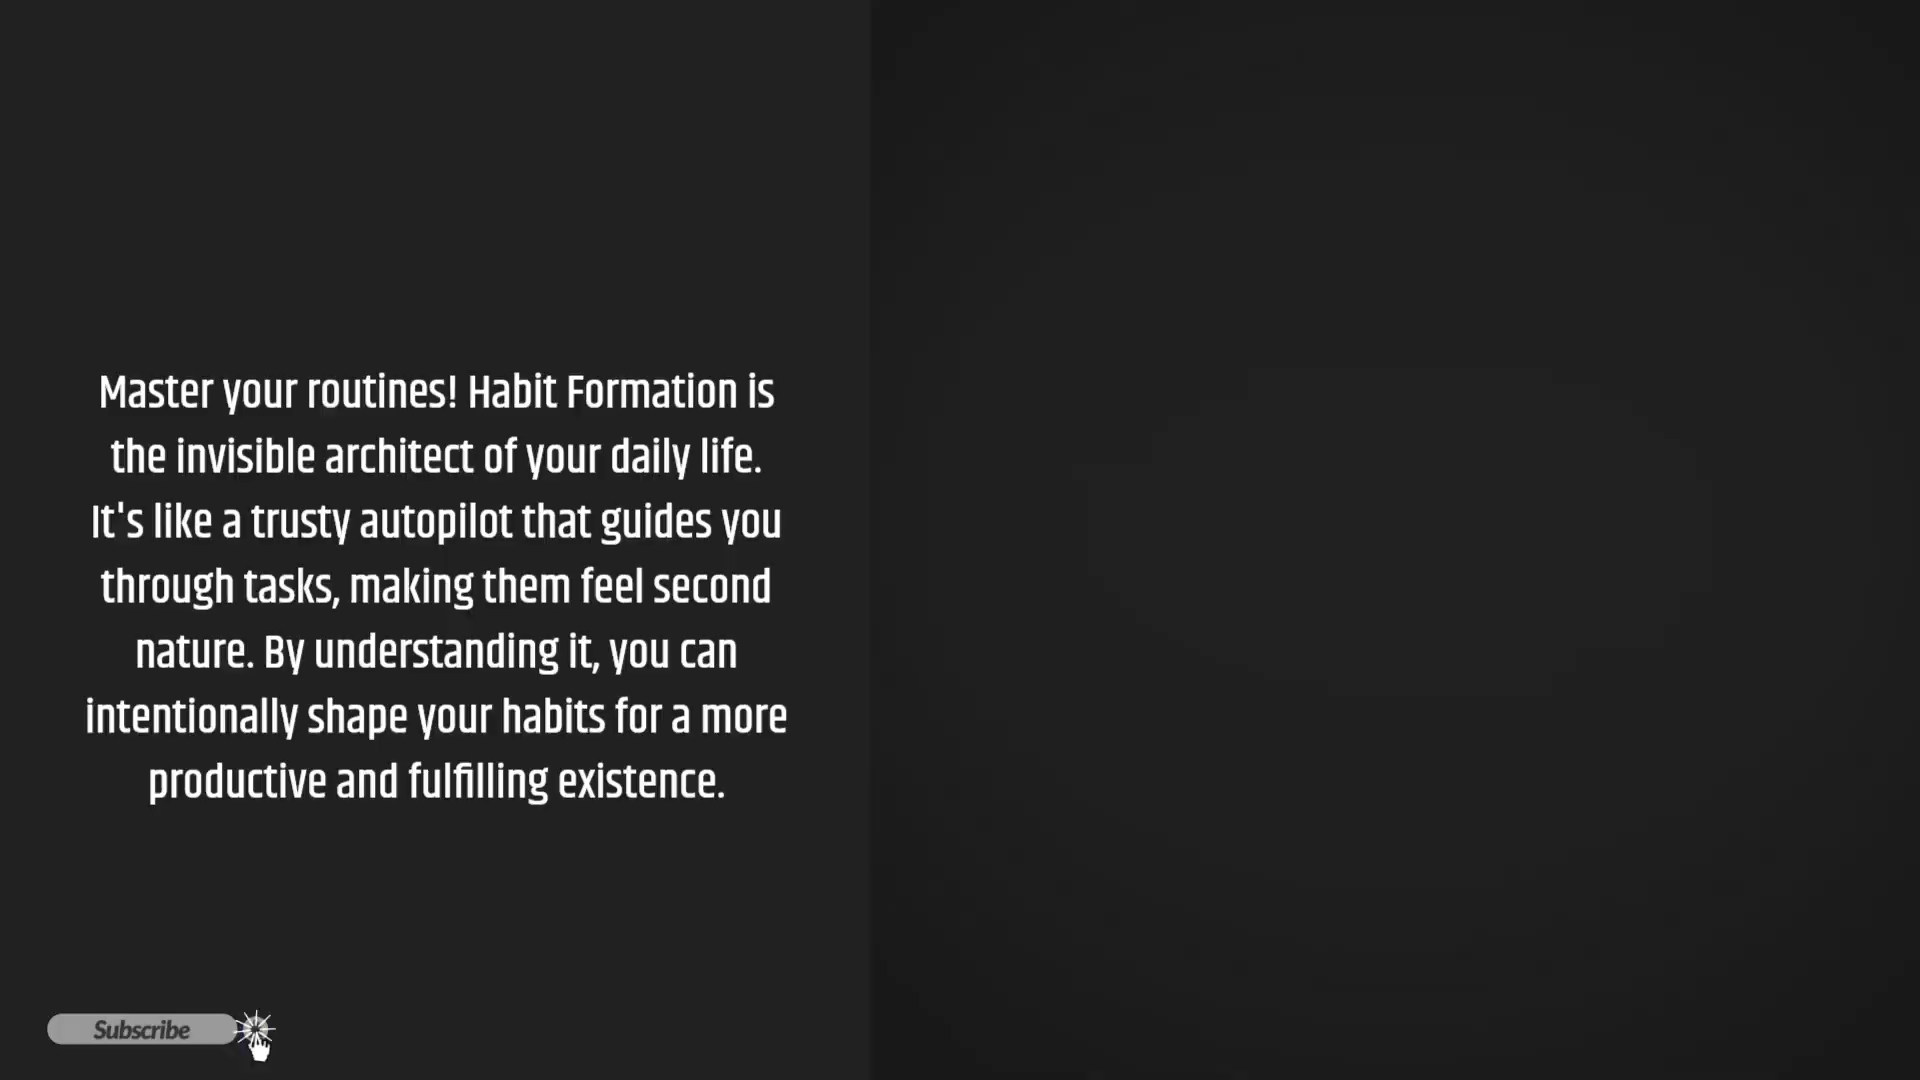 Master your routines! Habit Formation is
the invisible architect of your daily life.
It's like a trusty autopilot that guides you
through tasks, making them feel second
nature. By understanding it, you can
intentionally shape your habits for a more
productive and fulfilling existence.
Subscribe